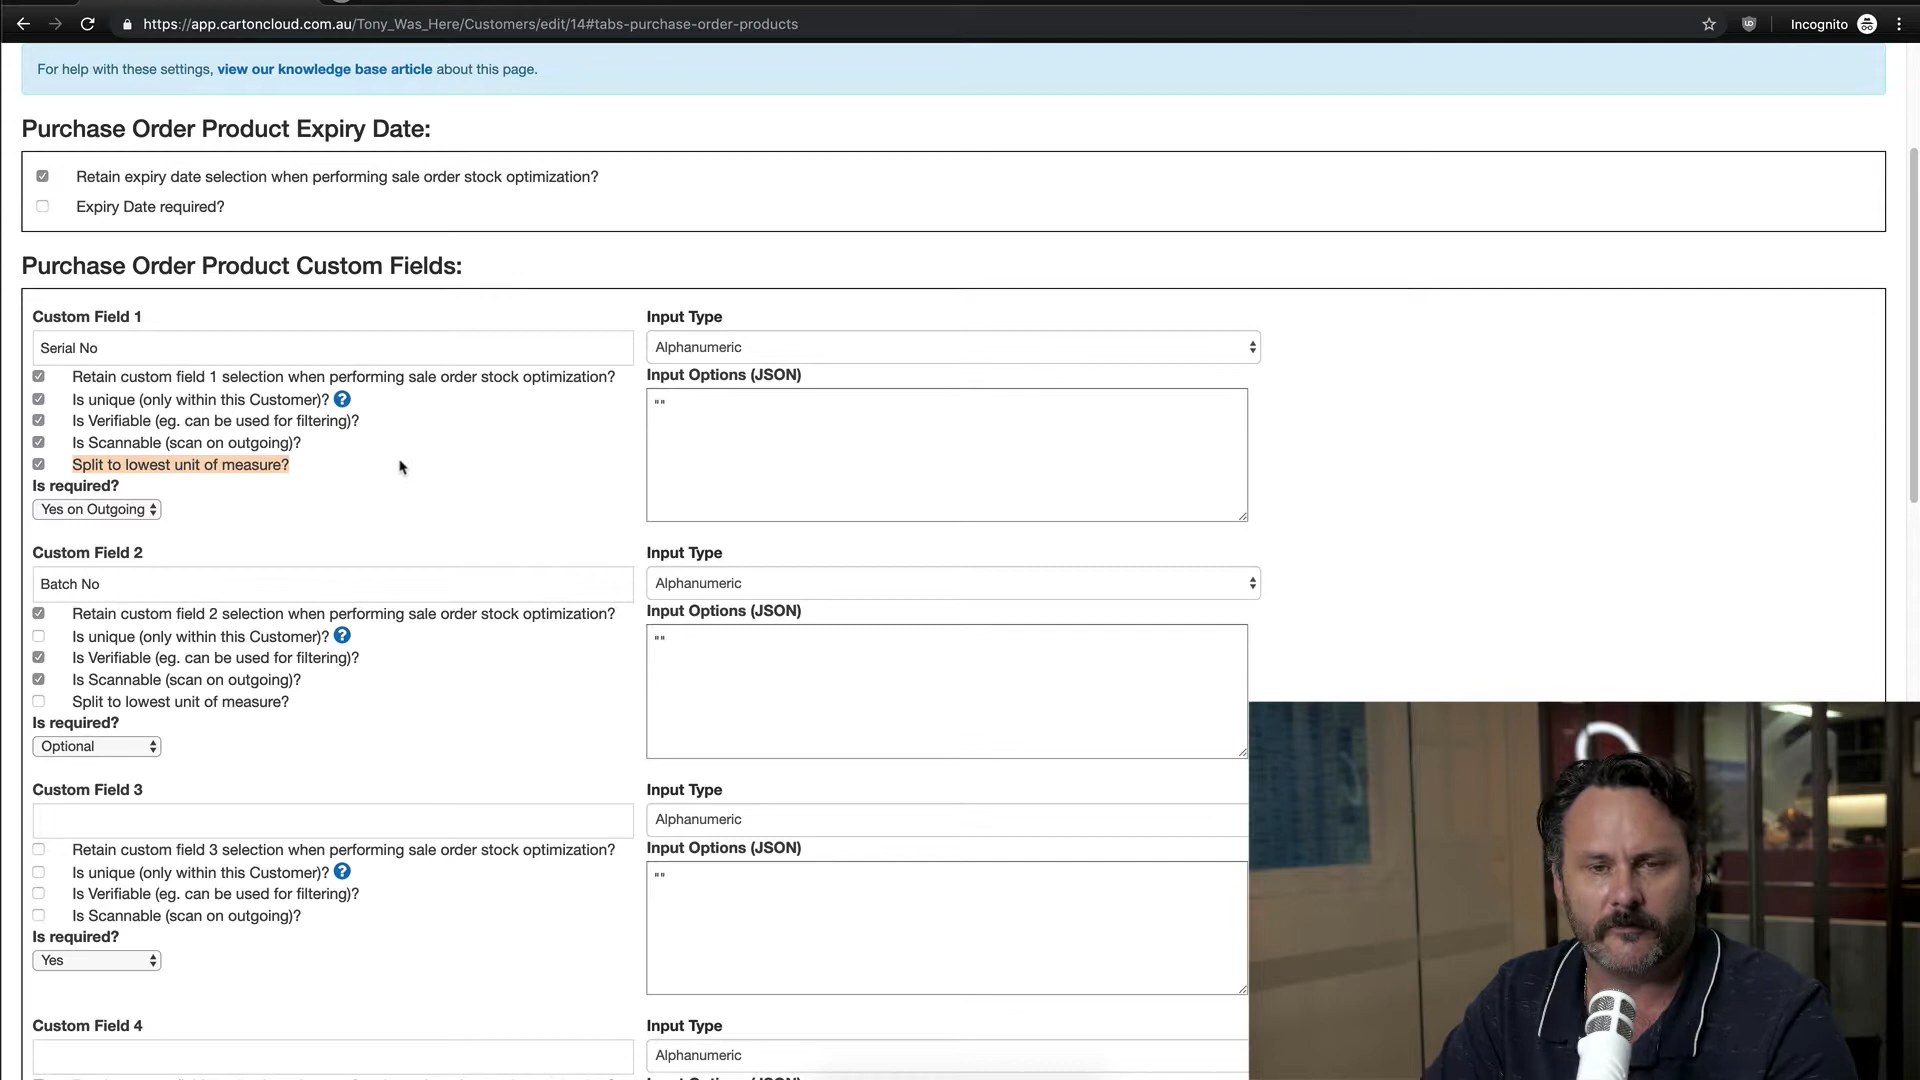 https://app.cartoncloud.com.au/Tony_Was_Here/Customers/edit/14#tabs-purchase-order-products
Incognito
For help with these settings, view our knowledge base article about this page.
Purchase Order Product Expiry Date:
Retain expiry date selection when performing sale order stock optimization?
Expiry Date required?
Purchase Order Product Custom Fields:
Custom Field 1
Input Type
Serial No
Alphanumeric
Retain custom field 1 selection when performing sale order stock optimization?
Input Options (JSON)
Is unique (only within this Customer)? ?
""
Is Verifiable (eg. can be used for filtering)?
Is Scannable (scan on outgoing)?
Split to lowest unit of measure?
Is required?
Yes on Outgoing
Custom Field 2
Input Type
Batch No
Alphanumeric
Retain custom field 2 selection when performing sale order stock optimization?
Input Options (JSON)
Is unique (only within this Customer)? ?
""
Is Verifiable (eg. can be used for filtering)?
Is Scannable (scan on outgoing)?
Split to lowest unit of measure?
Is required?
Optional
Custom Field 3
Input Type
Alphanumeric
Retain custom field 3 selection when performing sale order stock optimization?
Input Options (JSON)
Is unique (only within this Customer)? ?
""
Is Verifiable (eg. can be used for filtering)?
Is Scannable (scan on outgoing)?
Is required?
Yes
Custom Field 4
Input Type
Alphanumeric